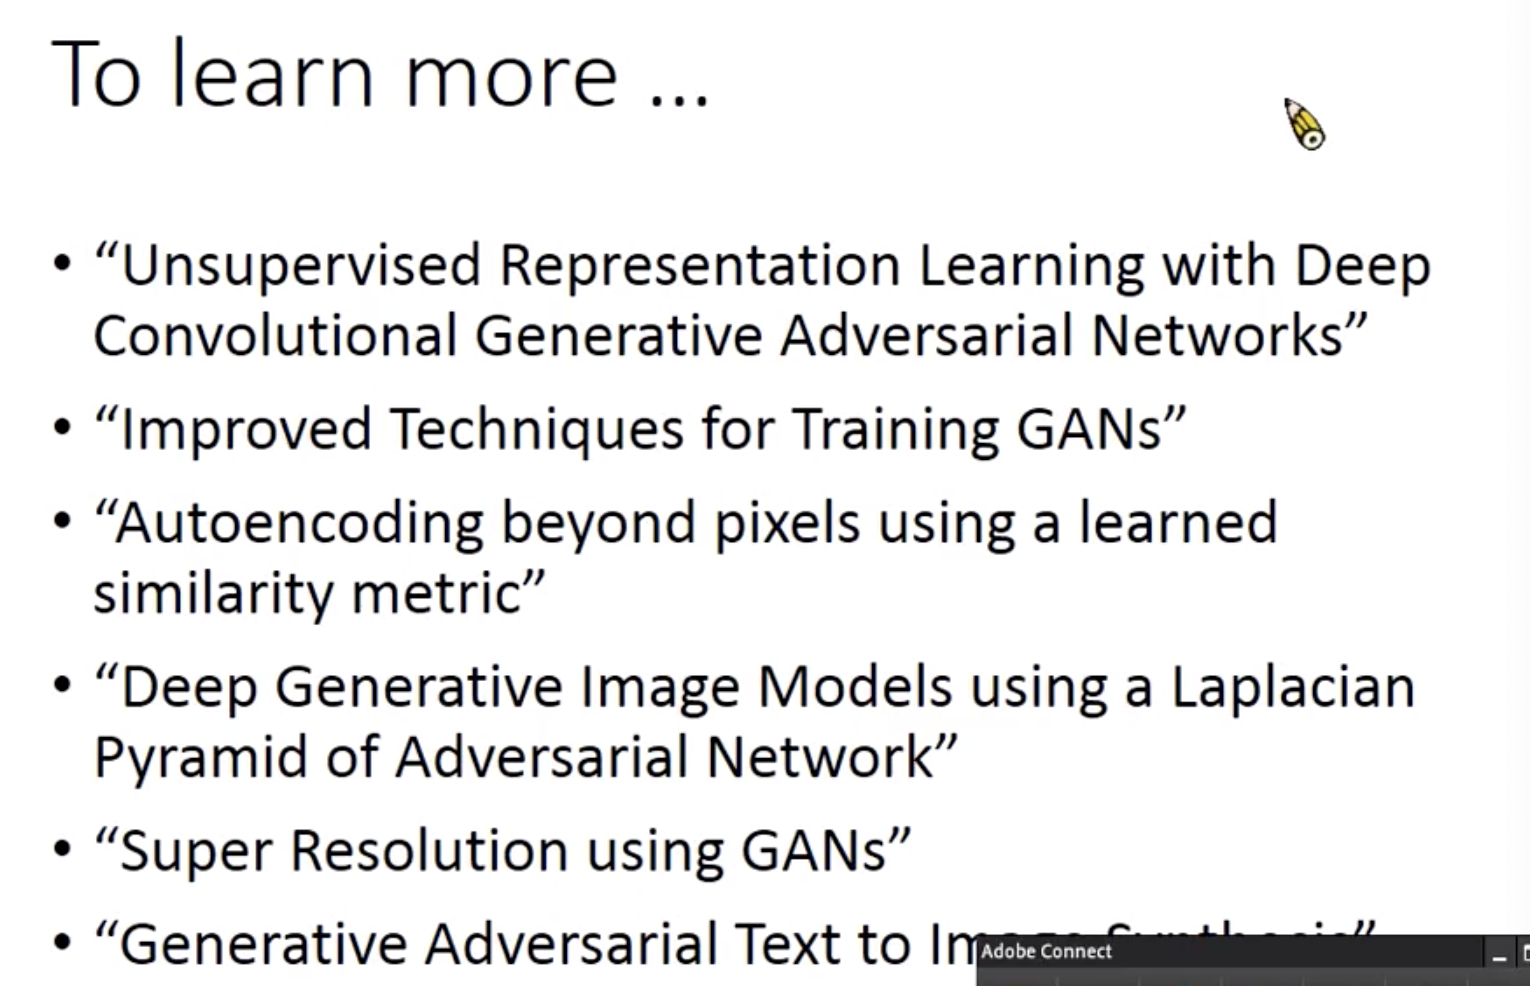 To learn more ...
• “Unsupervised Representation Learning with Deep
Convolutional Generative Adversarial Networks”
• “Improved Techniques for Training GANs”
• “Autoencoding beyond pixels using a learned
similarity metric”
• “Deep Generative Image Models using a Laplacian
Pyramid of Adversarial Network”
• “Super Resolution using GANs”
• “Generative Adversarial Text to Image Synthesis”
Adobe Connect